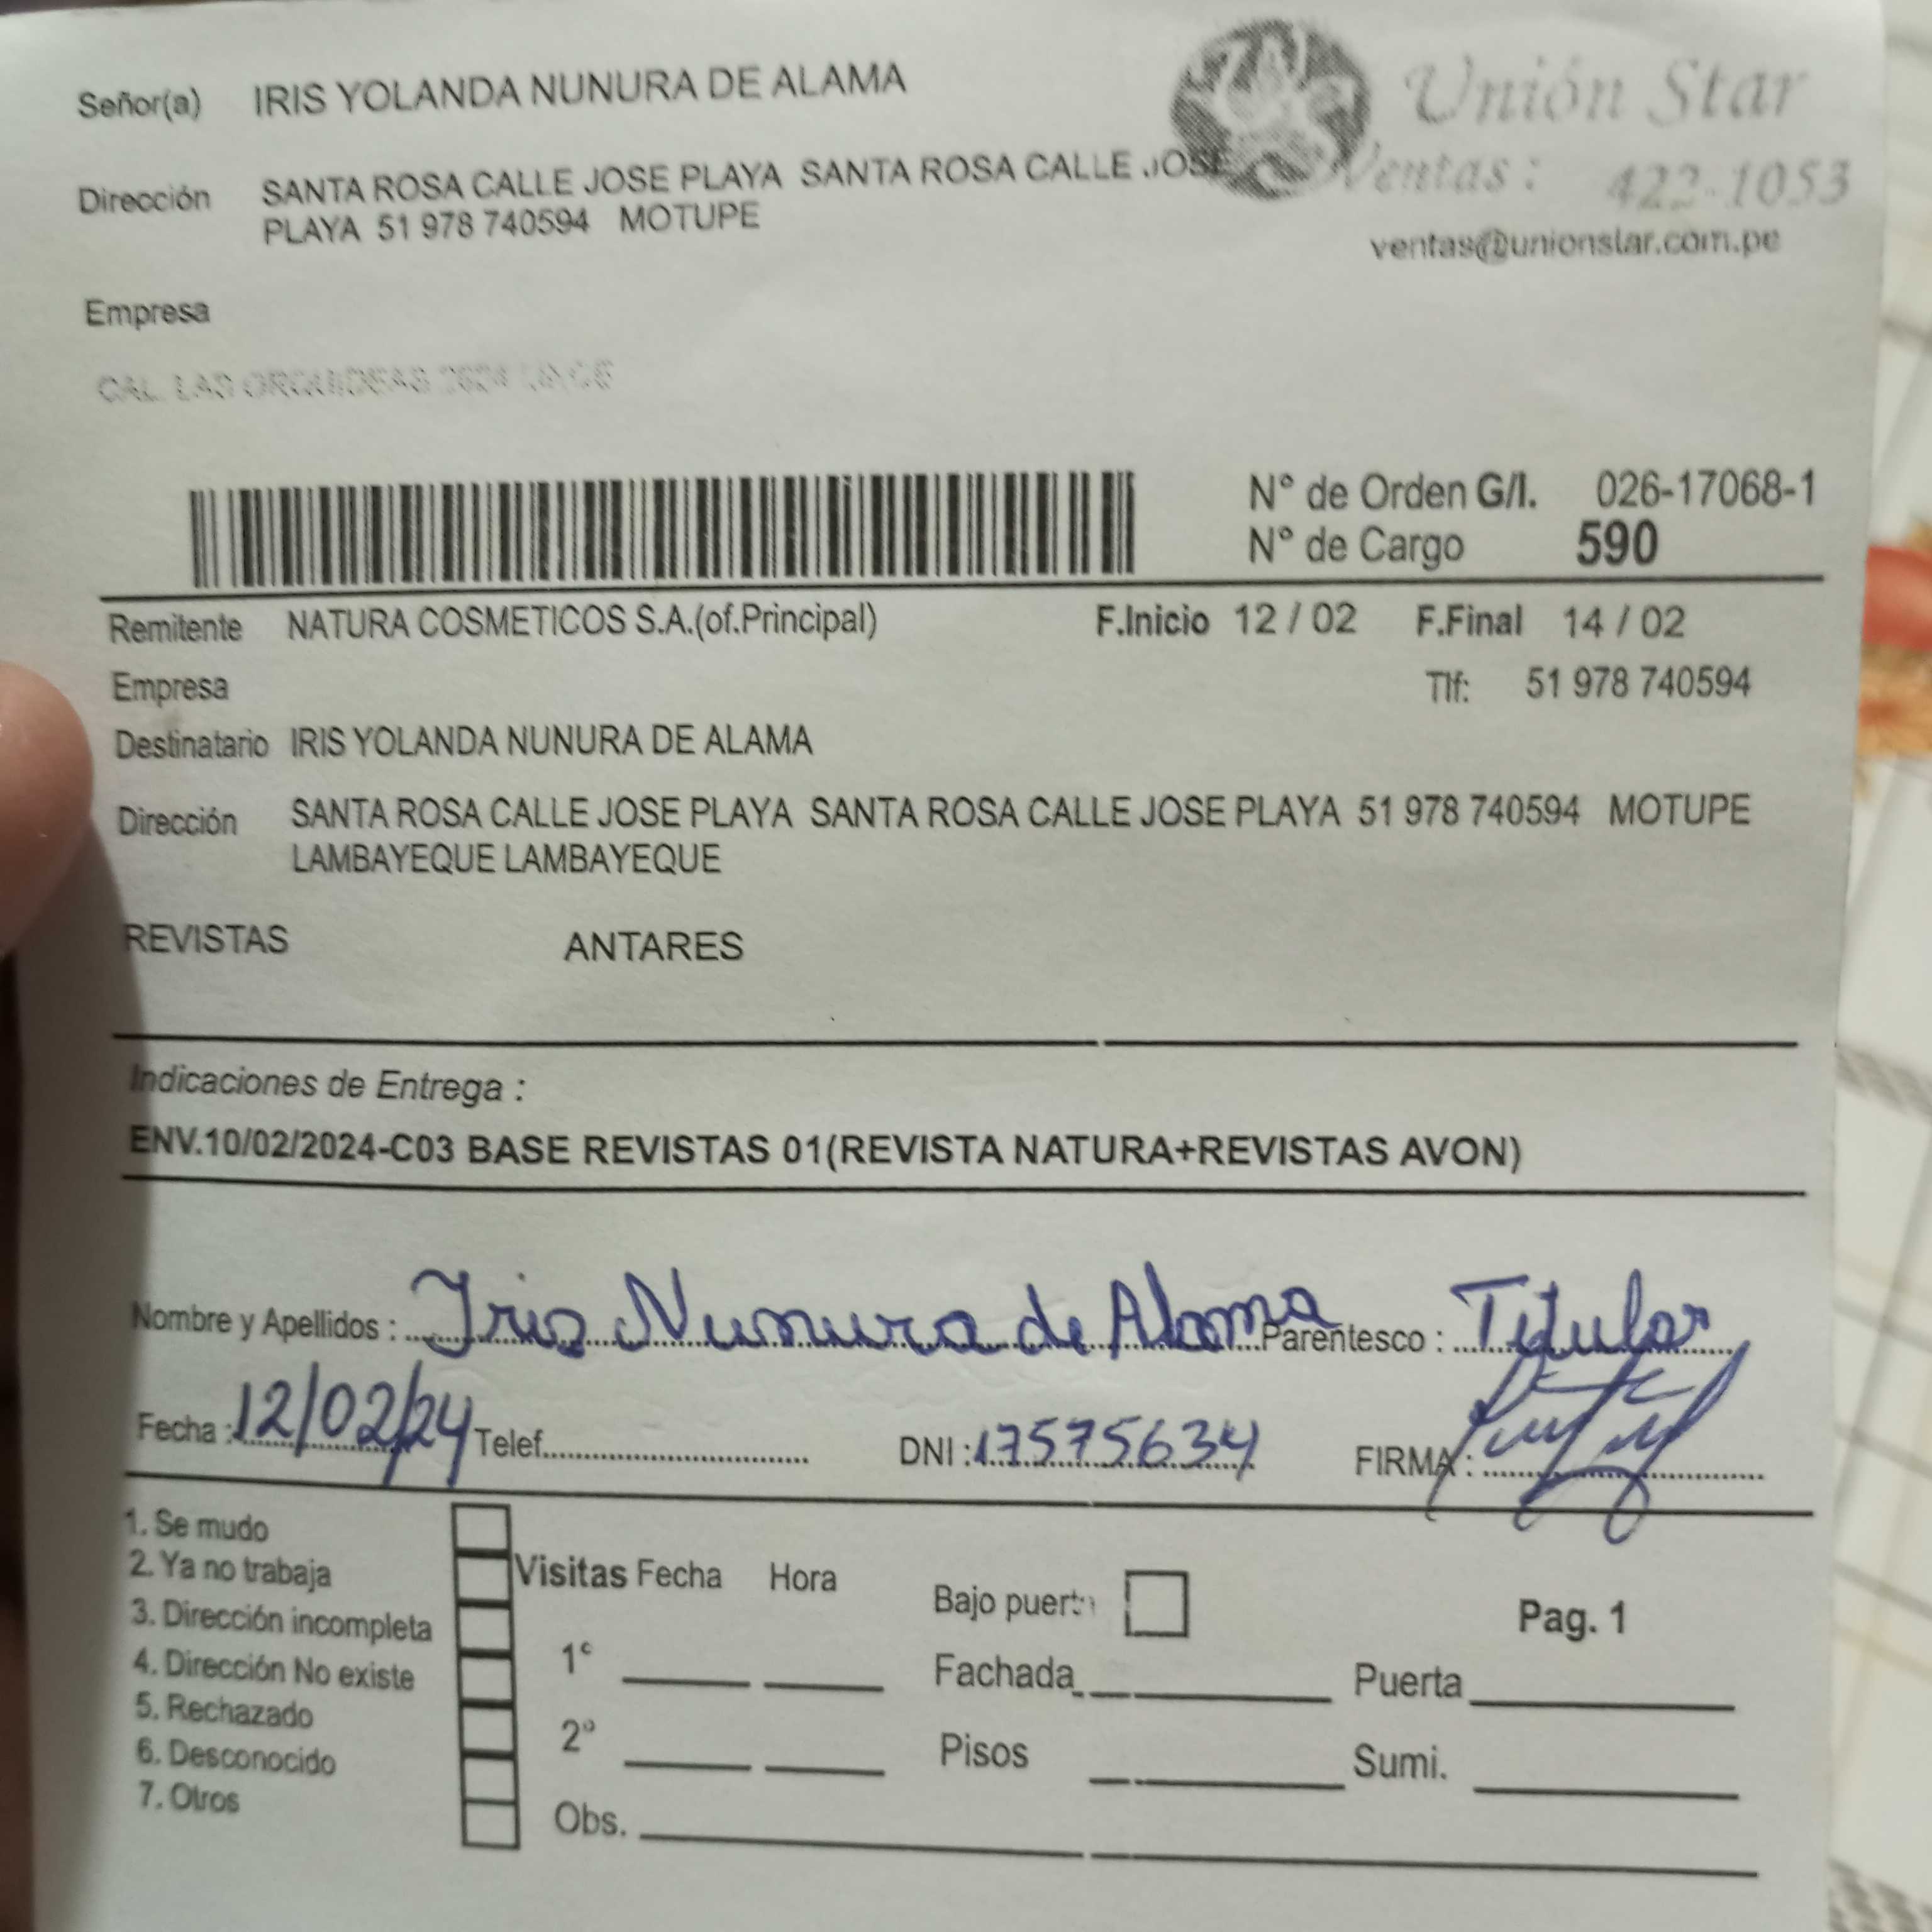 Señor(a) IRIS YOLANDA NUNURA DE ALAMA
Unión Star
Dirección SANTA ROSA CALLE JOSE PLAYA SANTA ROSA CALLE JOSE
PLAYA 51 978 740594 MOTUPE
Ventas: 422-1053
ventas@unionstar.com.pe
Empresa
CAL. LAS ORQUIDEAS
N° de Orden G/I. 026-17068-1
N° de Cargo 590
Remitente NATURA COSMETICOS S.A.(of.Principal) F.Inicio 12 / 02 F.Final 14 / 02
Empresa Tlf: 51 978 740594
Destinatario IRIS YOLANDA NUNURA DE ALAMA
Dirección SANTA ROSA CALLE JOSE PLAYA SANTA ROSA CALLE JOSE PLAYA 51 978 740594 MOTUPE
LAMBAYEQUE LAMBAYEQUE
REVISTAS ANTARES
Indicaciones de Entrega :
ENV.10/02/2024-C03 BASE REVISTAS 01(REVISTA NATURA+REVISTAS AVON)
Nombre y Apellidos : Iris Nunura de Alama Parentesco : Titular
Fecha : 12/02/24 Telef. DNI : 17575634 FIRMA :
1. Se mudo
2. Ya no trabaja
3. Dirección incompleta
4. Dirección No existe
5. Rechazado
6. Desconocido
7. Otros
Visitas Fecha Hora
1°
2°
Obs.
Bajo puerta
Pag. 1
Fachada Puerta
Pisos Sumi.